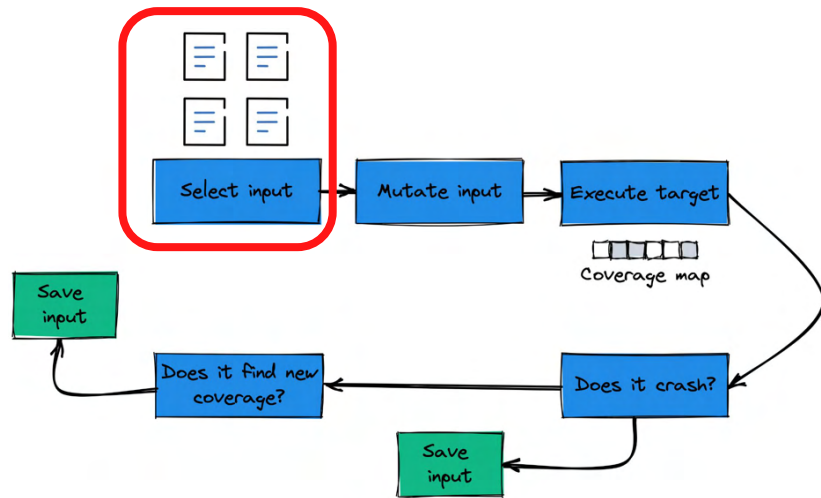 Select input
Mutate input
Execute target
Coverage map
Save
input
Does it find new
coverage?
Does it crash?
Save
input